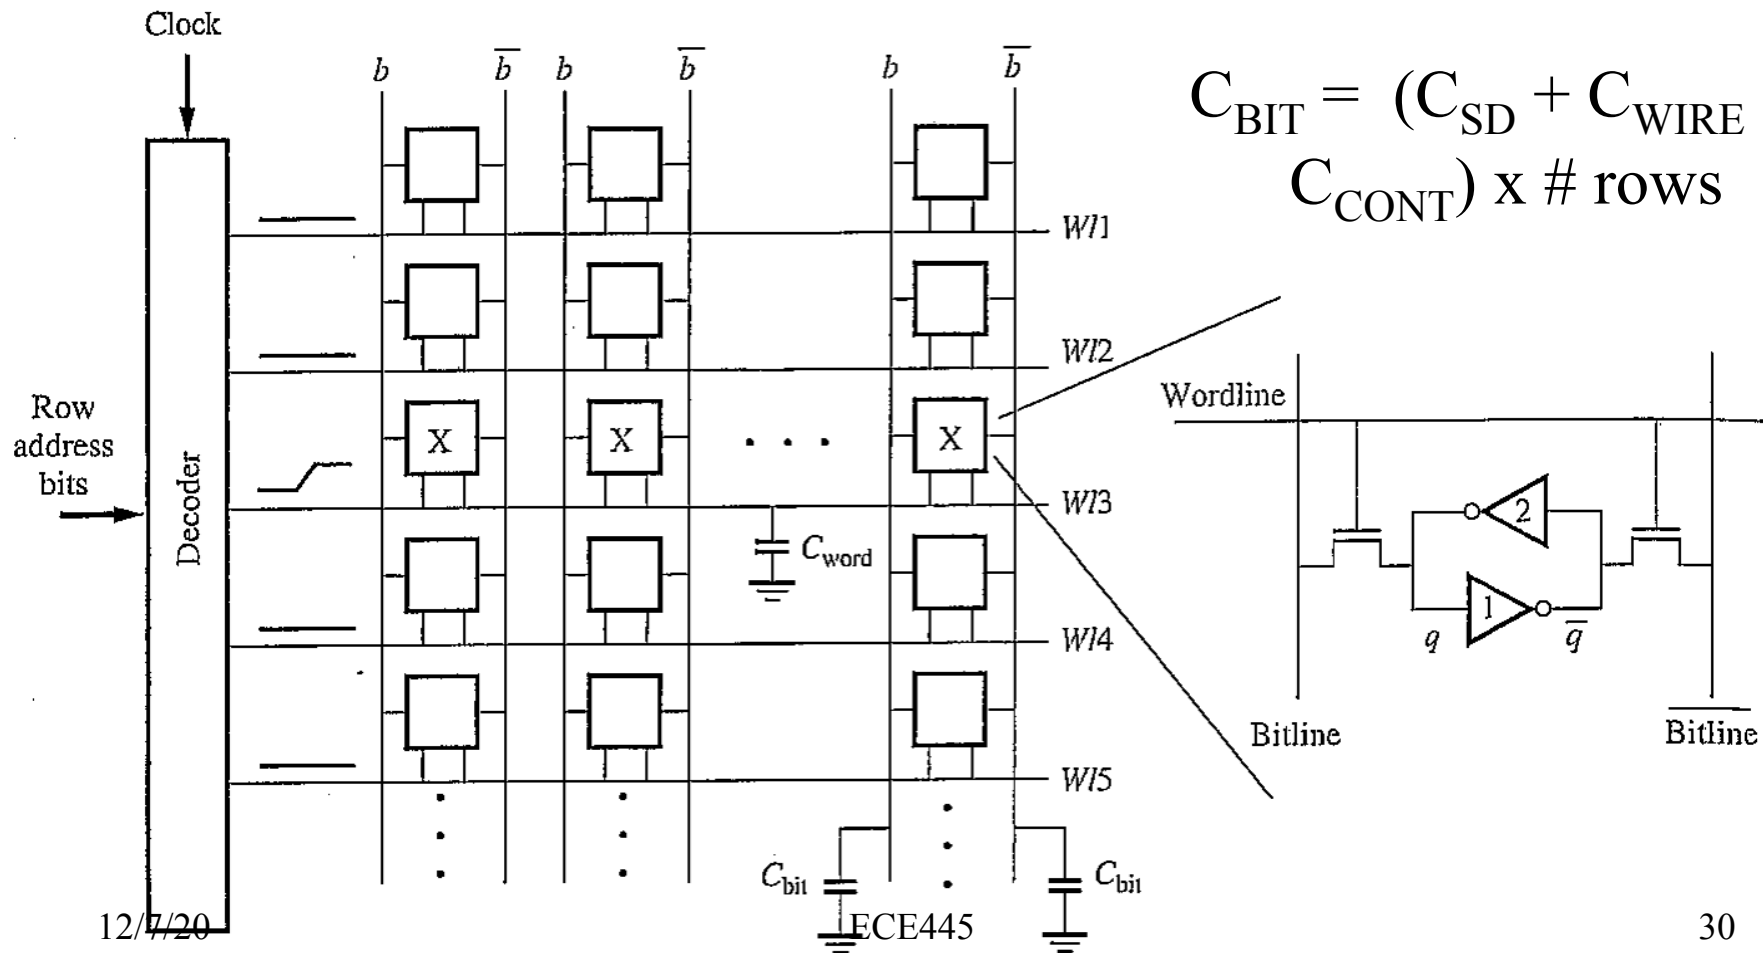 Clock
b b̅ b b̅ b b̅
C_BIT = (C_SD + C_WIRE
C_CONT) x # rows
Wl1
Wl2
Row
address
bits
Decoder
X X . . . X
Wl3
C_word
Wl4
Wl5
C_bit
C_bit
Wordline
2
1
q q̅
Bitline
B̅i̅t̅l̅i̅n̅e̅
12/7/20
ECE445
30